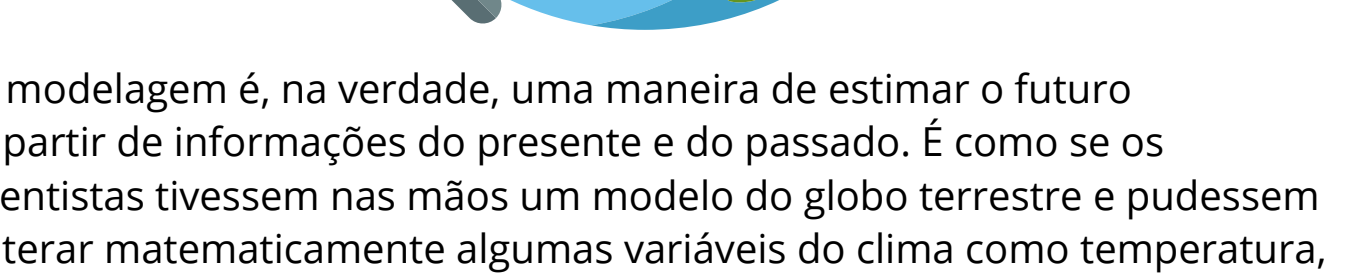 modelagem é, na verdade, uma maneira de estimar o futuro
partir de informações do presente e do passado. É como se os
entistas tivessem nas mãos um modelo do globo terrestre e pudessem
terar matematicamente algumas variáveis do clima como temperatura,